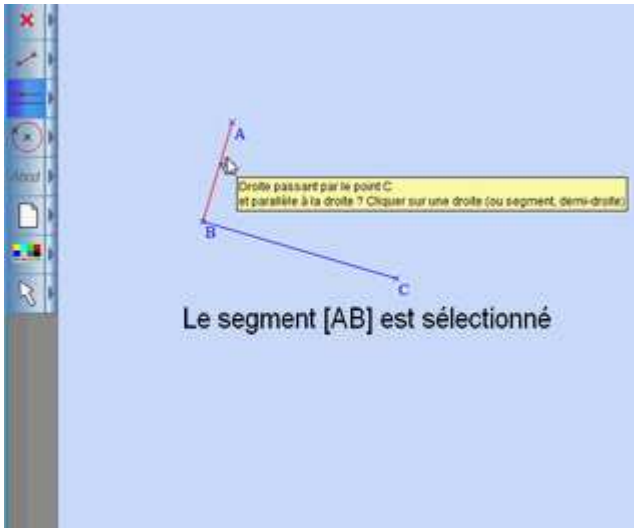 Abcd
A
Droite passant par le point C
et parallèle à la droite ? Cliquer sur une droite (ou segment, demi-droite)
B
C
Le segment [AB] est sélectionné